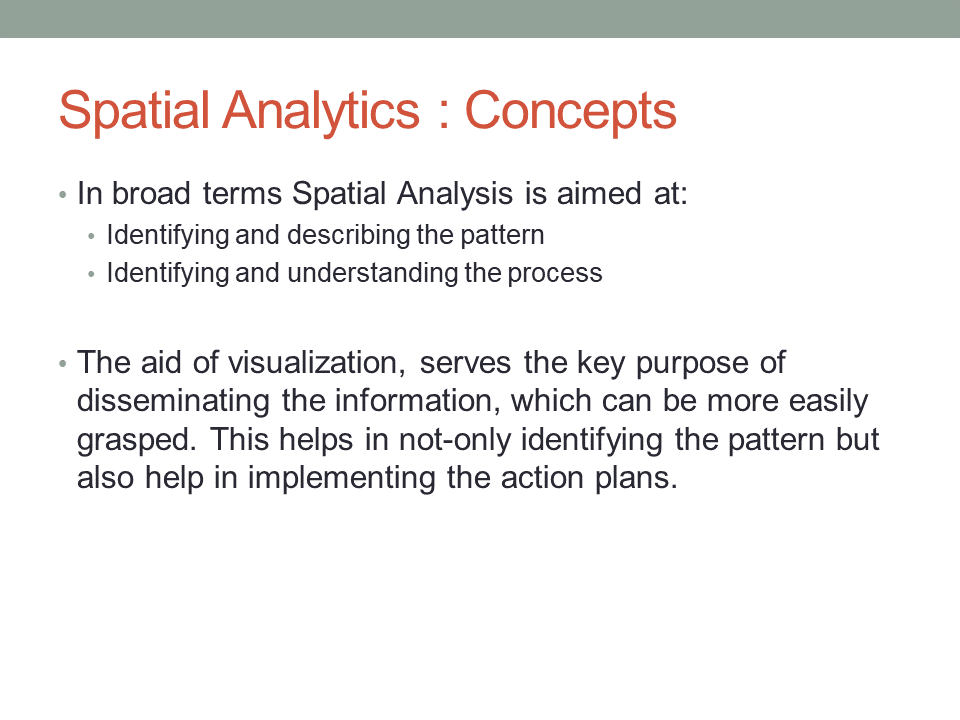 Spatial Analytics : Concepts
• In broad terms Spatial Analysis is aimed at:
• Identifying and describing the pattern
• Identifying and understanding the process
• The aid of visualization, serves the key purpose of
disseminating the information, which can be more easily
grasped. This helps in not-only identifying the pattern but
also help in implementing the action plans.